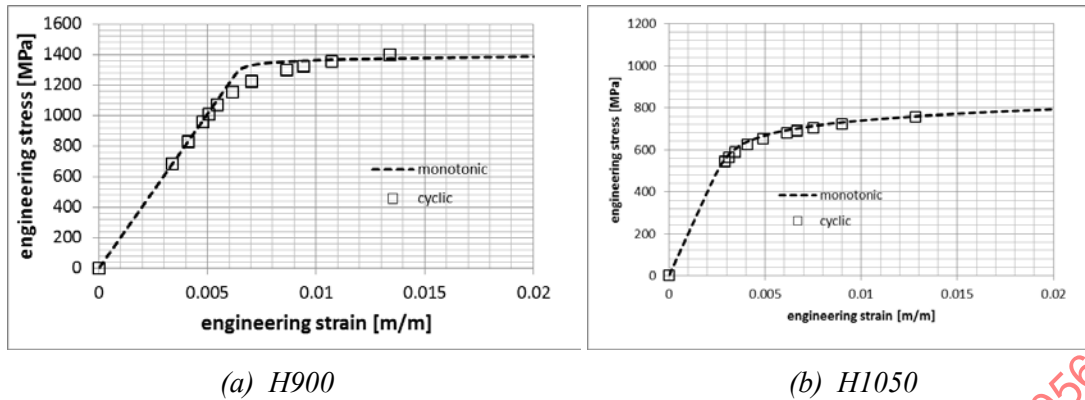 1600
1400
1200
1000
800
600
400
200
0
engineering stress [MPa]
monotonic
cyclic
0 0.005 0.01 0.015 0.02
engineering strain [m/m]
(a) H900
1200
1000
800
600
400
200
0
engineering stress [MPa]
monotonic
cyclic
0 0.005 0.01 0.015 0.02
engineering strain [m/m]
(b) H1050
956